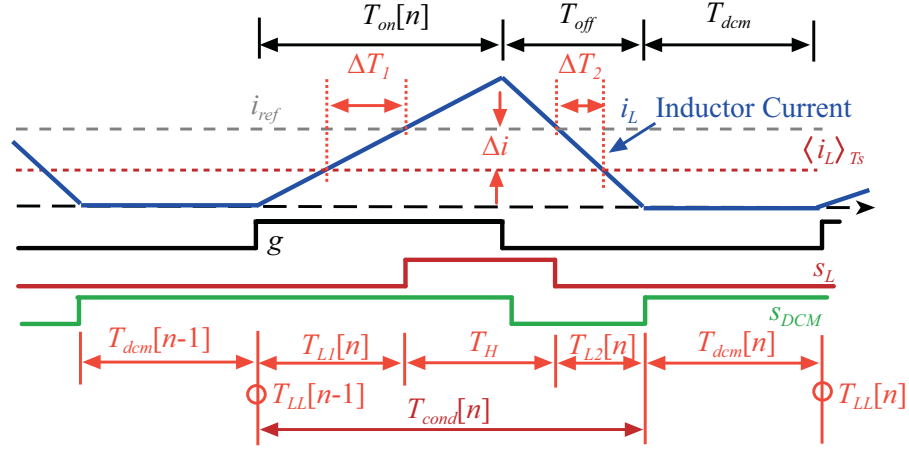 T_on[n] T_off T_dcm
ΔT_1 ΔT_2
i_ref i_L Inductor Current
Δi ⟨i_L⟩_Ts
g
s_L
s_DCM
T_dcm[n-1] T_L1[n] T_H T_L2[n] T_dcm[n]
T_LL[n-1] T_LL[n]
T_cond[n]